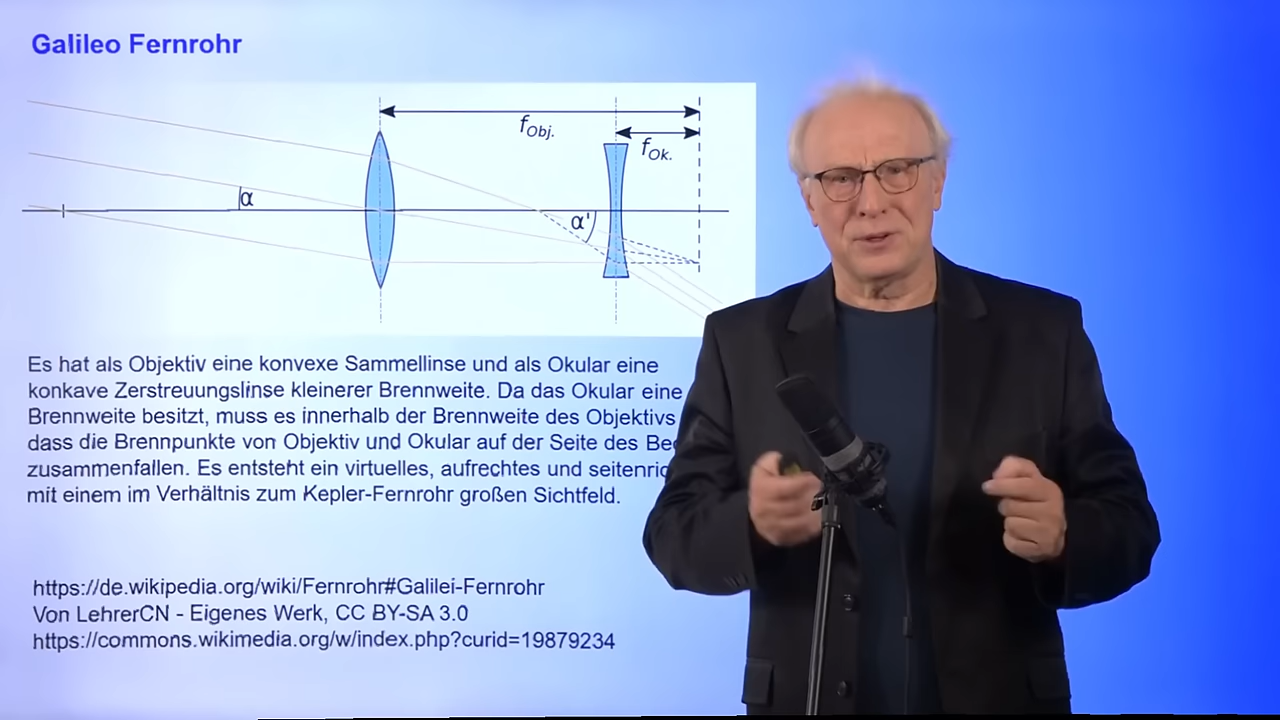 Galileo Fernrohr
fObj.
fOk.
α
α'
Es hat als Objektiv eine konvexe Sammellinse und als Okular eine
konkave Zerstreuungslinse kleinerer Brennweite. Da das Okular eine
Brennweite besitzt, muss es innerhalb der Brennweite des Objektivs
dass die Brennpunkte von Objektiv und Okular auf der Seite des
zusammenfallen. Es entsteht ein virtuelles, aufrechtes und
mit einem im Verhältnis zum Kepler-Fernrohr großen Sichtfeld.
https://de.wikipedia.org/wiki/Fernrohr#Galilei-Fernrohr
Von LehrerCN - Eigenes Werk, CC BY-SA 3.0
https://commons.wikimedia.org/w/index.php?curid=19879234